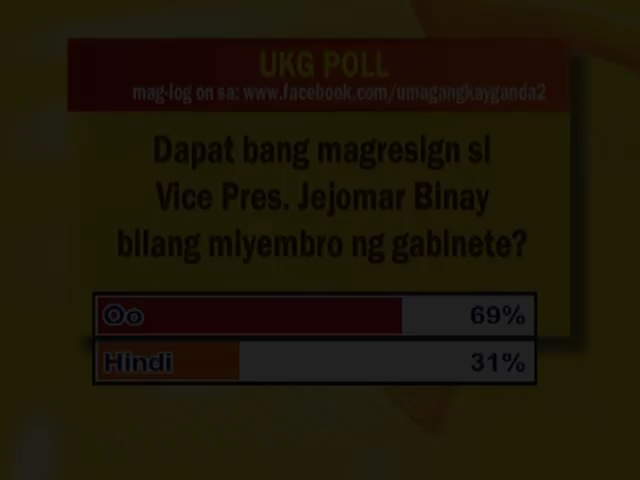 UKG POLL
mag-log on sa: www.facebook.com/umagangkayganda2
Dapat bang magresign si
Vice Pres. Jejomar Binay
bilang miyembro ng gabinete?
Oo 69%
Hindi 31%